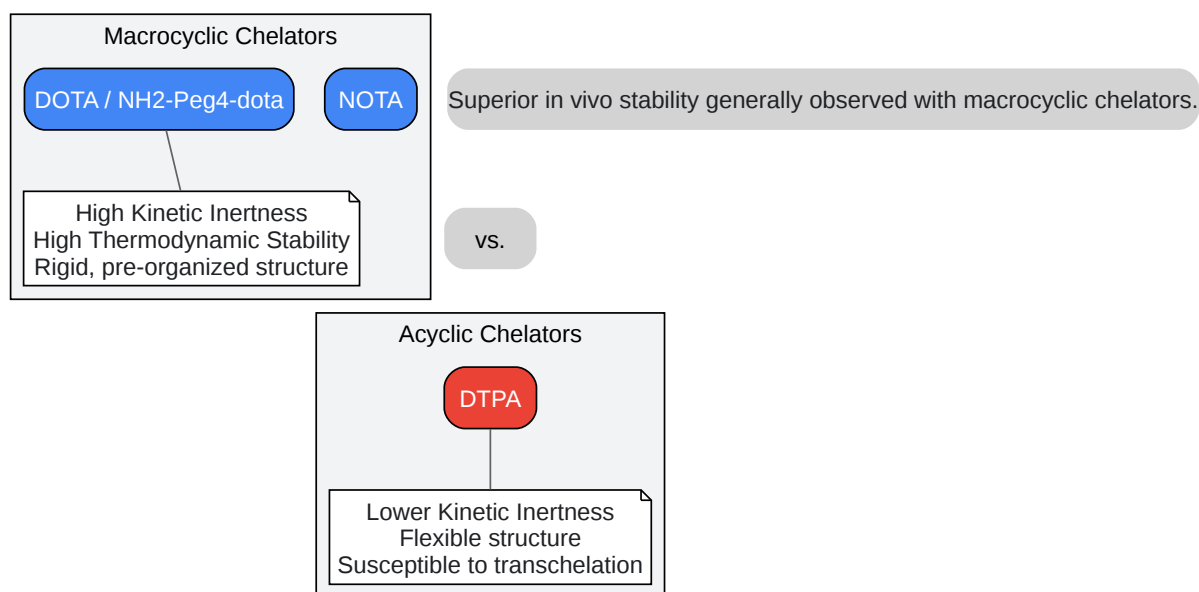 Macrocyclic Chelators
DOTA / NH2-Peg4-dota
NOTA
Superior in vivo stability generally observed with macrocyclic chelators.
High Kinetic Inertness
High Thermodynamic Stability
Rigid, pre-organized structure
vs.
Acyclic Chelators
DTPA
Lower Kinetic Inertness
Flexible structure
Susceptible to transchelation